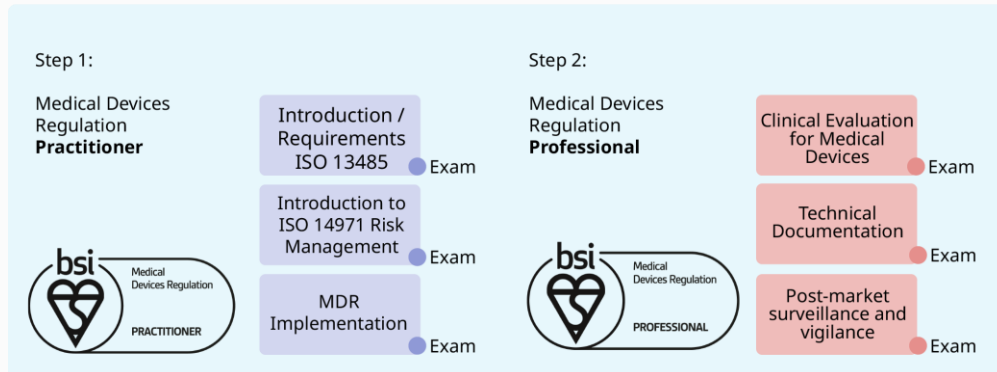 Step 1:
Medical Devices
Regulation
Practitioner
Introduction /
Requirements
ISO 13485
Exam
Introduction to
ISO 14971 Risk
Management
Exam
MDR
Implementation
Exam
bsi
Medical
Devices Regulation
PRACTITIONER
Step 2:
Medical Devices
Regulation
Professional
Clinical Evaluation
for Medical
Devices
Exam
Technical
Documentation
Exam
Post-market
surveillance and
vigilance
Exam
bsi
Medical
Devices Regulation
PROFESSIONAL